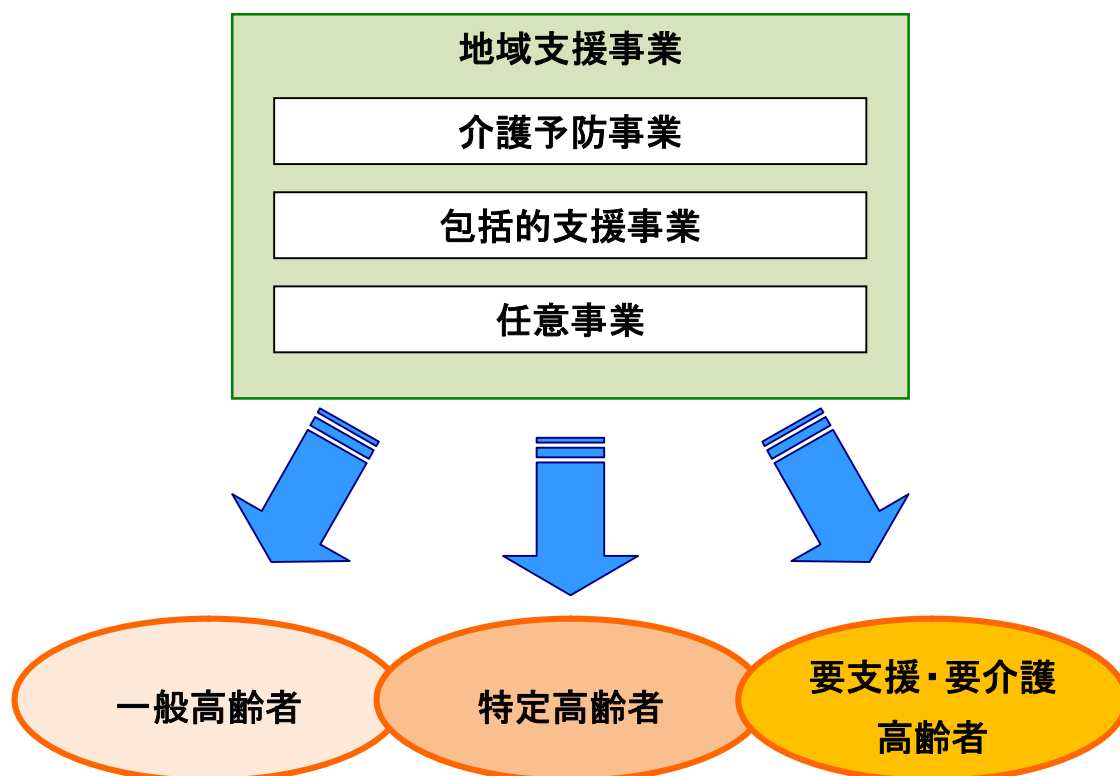 地域支援事業
介護予防事業
包括的支援事業
任意事業
一般高齢者
特定高齢者
要支援・要介護
高齢者